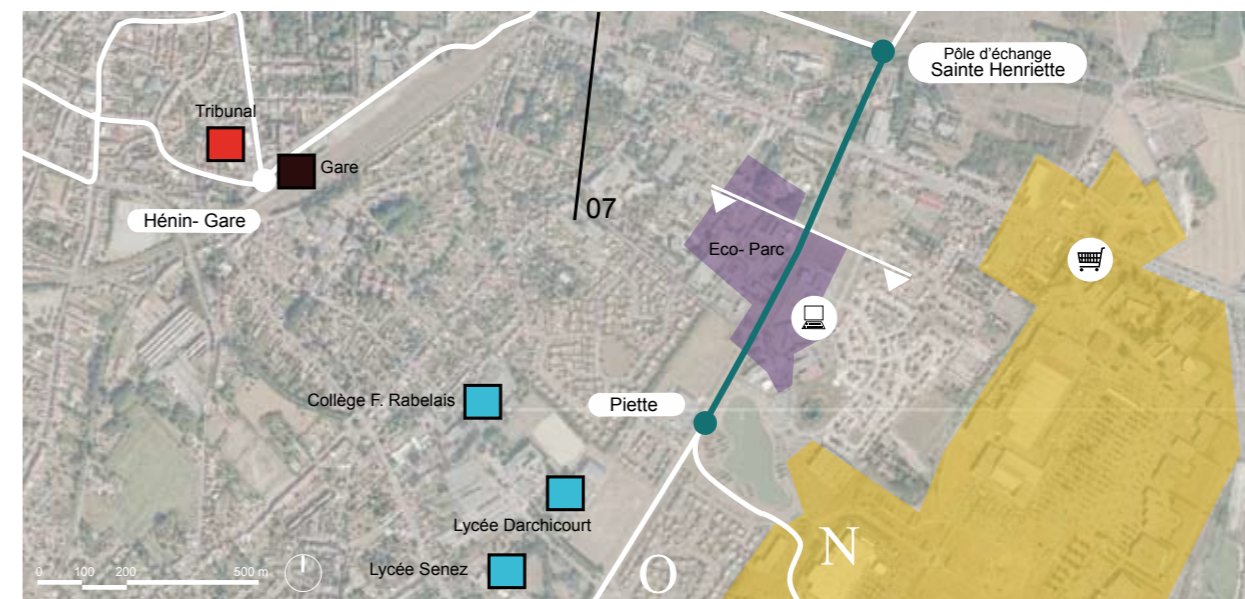 Pôle d'échange
Sainte Henriette
Tribunal
Gare
07
Hénin- Gare
Eco- Parc
Collège F. Rabelais
Piette
Lycée Darchicourt
Lycée Senez
O
N
0 100 200 500 m